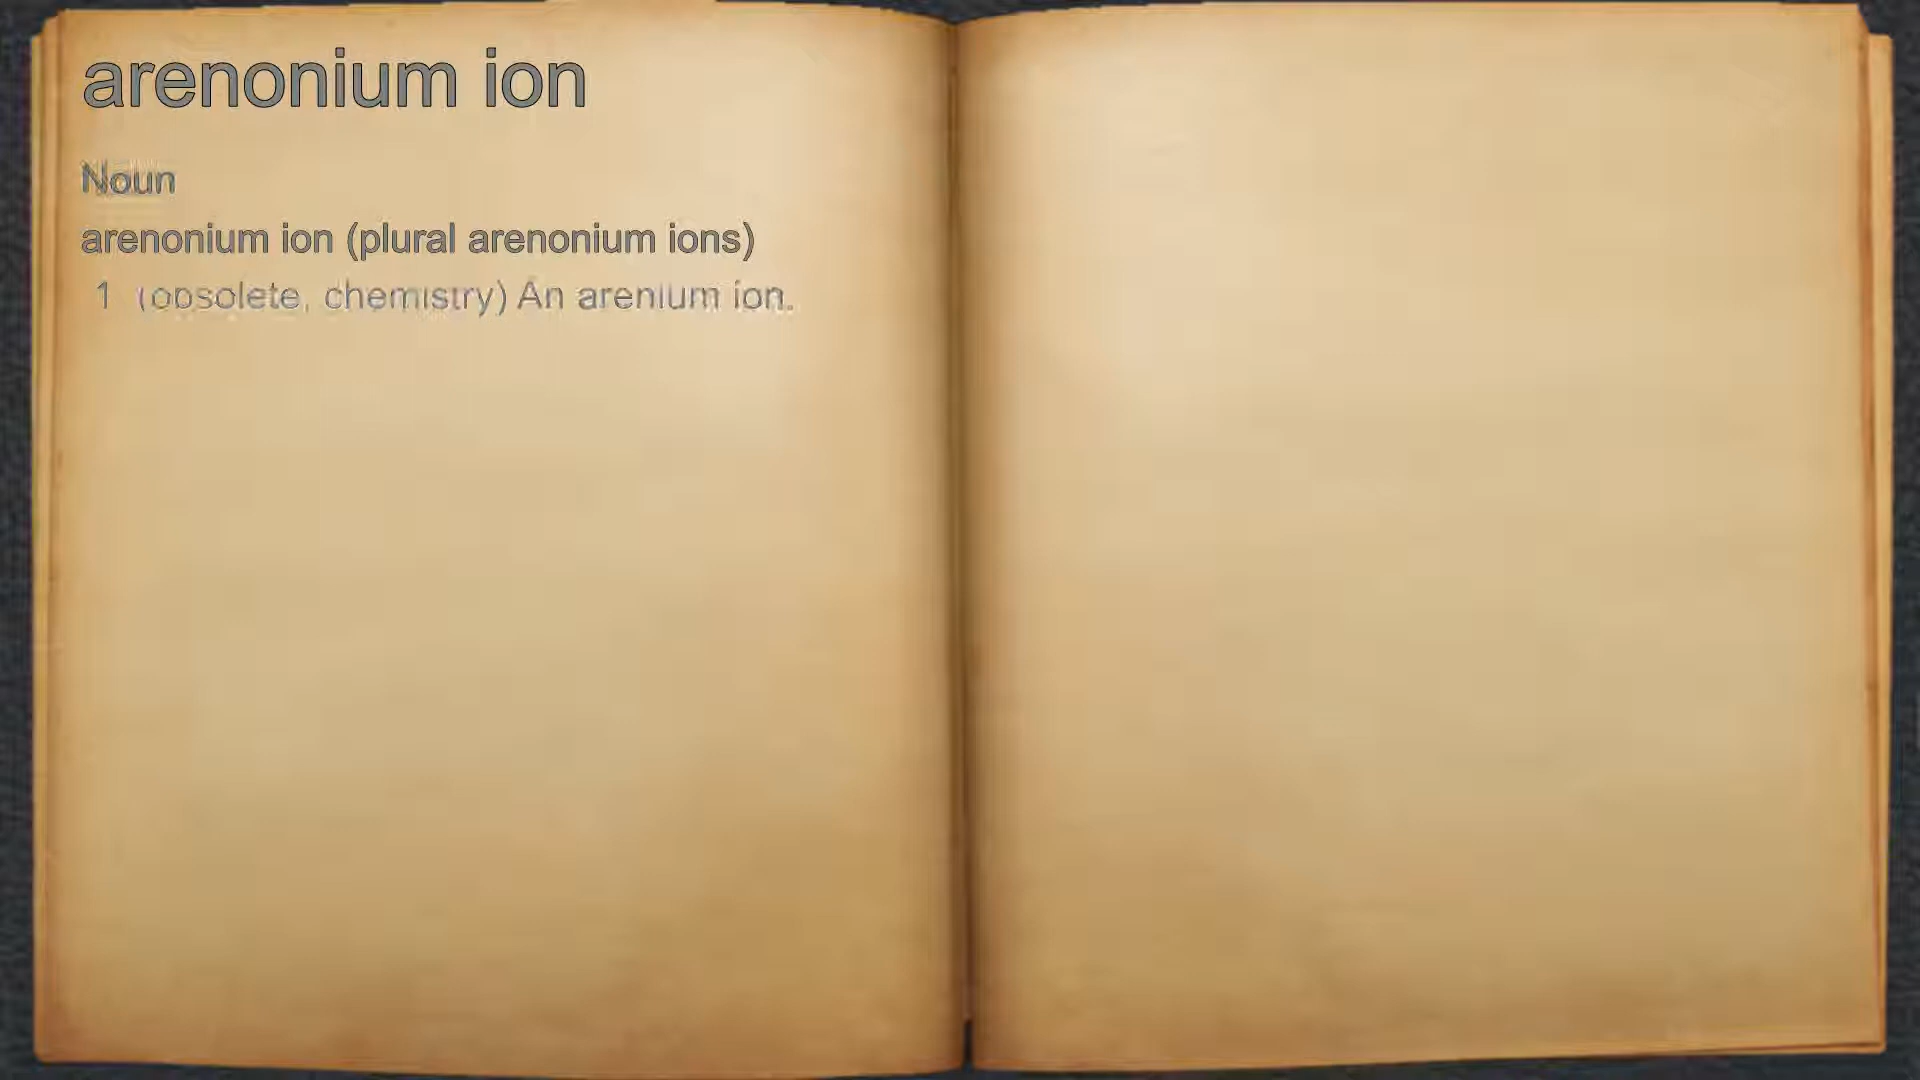 arenonium ion
Noun
arenonium ion (plural arenonium ions)
1 (obsolete, chemistry) An arenium ion.